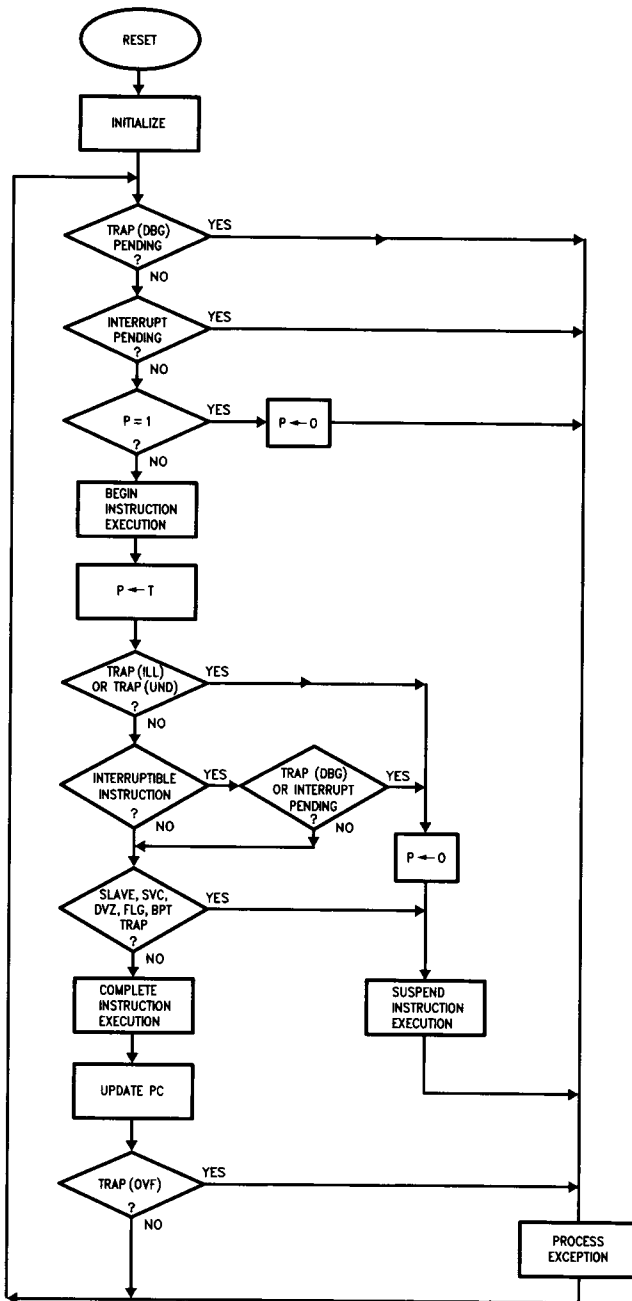 RESET
INITIALIZE
TRAP (DBG)
PENDING
?
YES
NO
INTERRUPT
PENDING
?
YES
NO
P = 1
?
YES
P ← 0
NO
BEGIN
INSTRUCTION
EXECUTION
P ← T
TRAP (ILL)
OR TRAP (UND)
?
YES
NO
INTERRUPTIBLE
INSTRUCTION
?
YES
NO
TRAP (DBG)
OR INTERRUPT
PENDING
?
YES
NO
P ← 0
SLAVE, SVC,
DVZ, FLG, BPT
TRAP
?
YES
NO
COMPLETE
INSTRUCTION
EXECUTION
SUSPEND
INSTRUCTION
EXECUTION
UPDATE PC
TRAP (OVF)
?
YES
NO
PROCESS
EXCEPTION